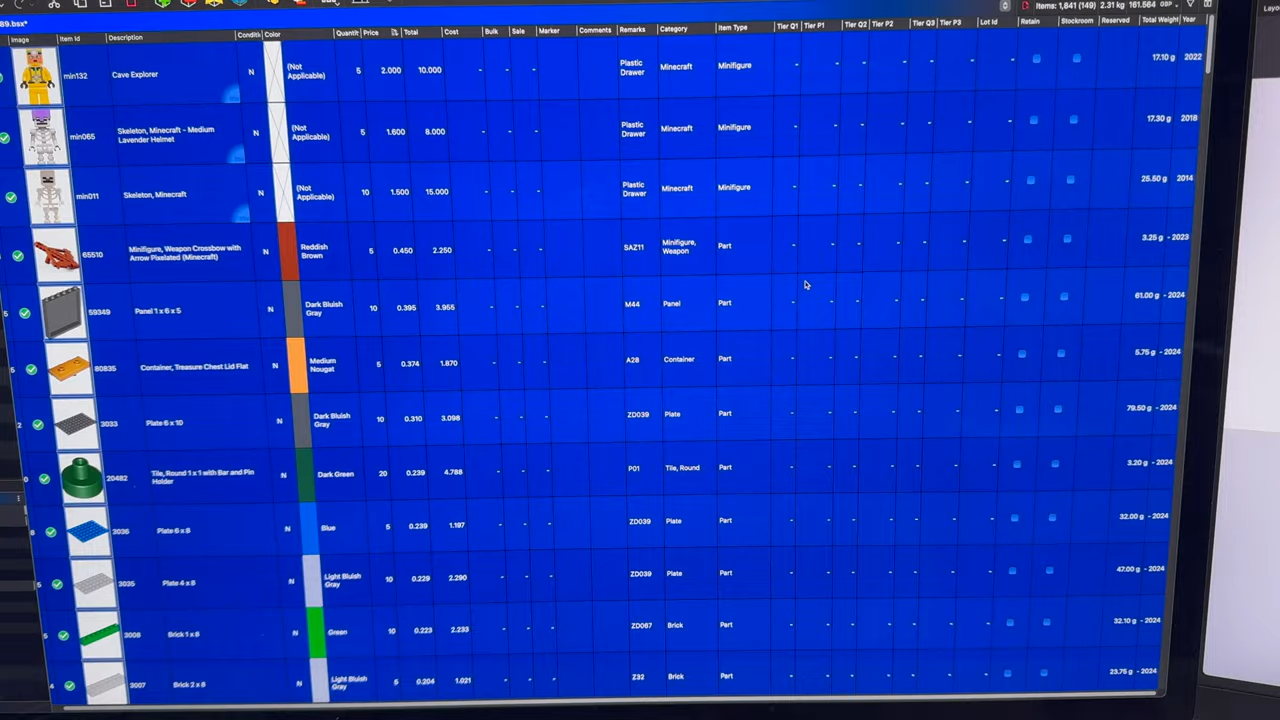 89.bsx*
Items: 1,841 (149) 2.31 kg 161.564 GBP
Image Item Id Description Conditi Color Quantit Price Total Cost Bulk Sale Marker Comments Remarks Category Item Type Tier Q1 Tier P1 Tier Q2 Tier P2 Tier Q3 Tier P3 Lot Id Retain Stockroom Reserved Total Weight Year
min132 Cave Explorer N (Not Applicable) 5 2.000 10.000 - - - Plastic Drawer Minecraft Minifigure - - - - - - - 17.10 g 2022
min065 Skeleton, Minecraft - Medium Lavender Helmet N (Not Applicable) 5 1.600 8.000 - - - Plastic Drawer Minecraft Minifigure - - - - - - - 17.30 g 2018
min011 Skeleton, Minecraft N (Not Applicable) 10 1.500 15.000 - - - Plastic Drawer Minecraft Minifigure - - - - - - - 25.50 g 2014
65510 Minifigure, Weapon Crossbow with Arrow Pixelated (Minecraft) N Reddish Brown 5 0.450 2.250 - - - SAZ11 Minifigure, Weapon Part - - - - - - - 3.25 g - 2023
59349 Panel 1 x 6 x 5 N Dark Bluish Gray 10 0.395 3.955 - - - M44 Panel Part - - - - - - - 61.00 g - 2024
80835 Container, Treasure Chest Lid Flat N Medium Nougat 5 0.374 1.870 - - - A28 Container Part - - - - - - - 5.75 g - 2024
3033 Plate 6 x 10 N Dark Bluish Gray 10 0.310 3.098 - - - ZD039 Plate Part - - - - - - - 79.50 g - 2024
20482 Tile, Round 1 x 1 with Bar and Pin Holder N Dark Green 20 0.239 4.788 - - - P01 Tile, Round Part - - - - - - - 3.20 g - 2024
3036 Plate 6 x 8 N Blue 5 0.239 1.197 - - - ZD039 Plate Part - - - - - - - 32.00 g - 2024
3035 Plate 4 x 8 N Light Bluish Gray 10 0.229 2.290 - - - ZD039 Plate Part - - - - - - - 47.00 g - 2024
3008 Brick 1 x 8 N Green 10 0.223 2.233 - - - ZD067 Brick Part - - - - - - - 32.10 g - 2024
3007 Brick 2 x 8 N Light Bluish Gray 5 0.204 1.021 - - - Z32 Brick Part - - - - - - - 23.75 g - 2024